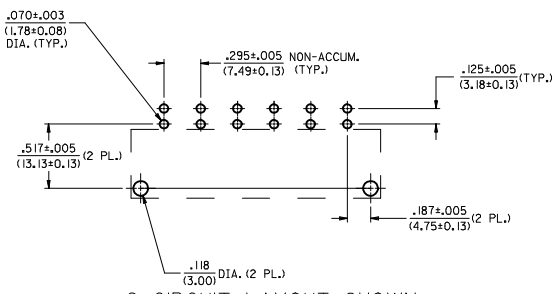 .070±.003
(1.78±0.08)
DIA. (TYP.)
.295±.005 NON-ACCUM.
(7.49±0.13) (TYP.)
.125±.005
(3.18±0.13) (TYP.)
.517±.005
(13.13±0.13) (2 PL.)
.187±.005
(4.75±0.13) (2 PL.)
.118
(3.00) DIA. (2 PL.)